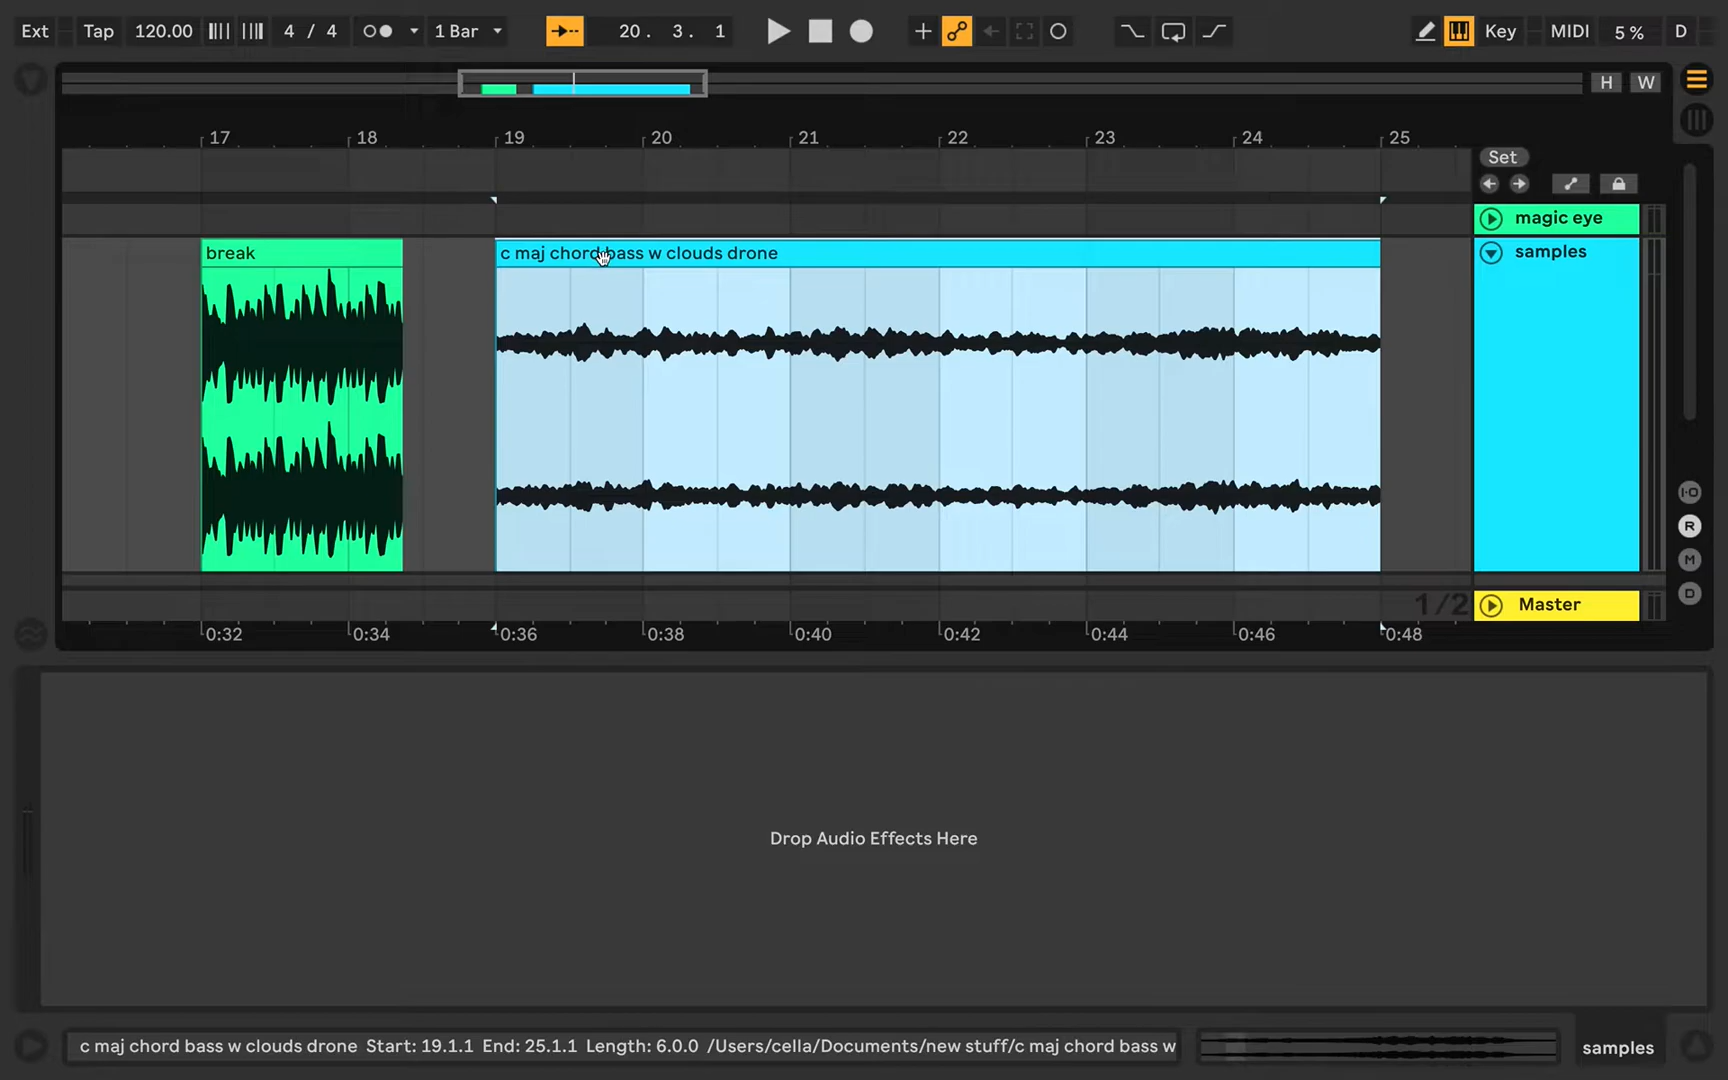 Ext Tap 120.00 4 / 4 1 Bar 20. 3. 1 Key MIDI 5 % D
H W
17 18 19 20 21 22 23 24 25
Set
magic eye
break c maj chord bass w clouds drone samples
I·O
R
M
D
1/2 Master
0:32 0:34 0:36 0:38 0:40 0:42 0:44 0:46 0:48
Drop Audio Effects Here
c maj chord bass w clouds drone Start: 19.1.1 End: 25.1.1 Length: 6.0.0 /Users/cella/Documents/new stuff/c maj chord bass w samples